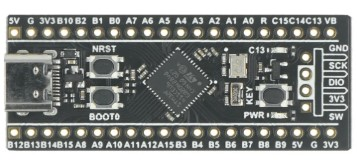 5V G 3V3 B10 B2 B1 B0 A7 A6 A5 A4 A3 A2 A1 A0 R C15 C14 C13 VB
NRST
C13
GND
SCK
DIO
3V3
SW
KEY
BOOT0
PWR
B12 B13 B14 B15 A8 A9 A10 A11 A12 A15 B3 B4 B5 B6 B7 B8 B9 5V G 3V3